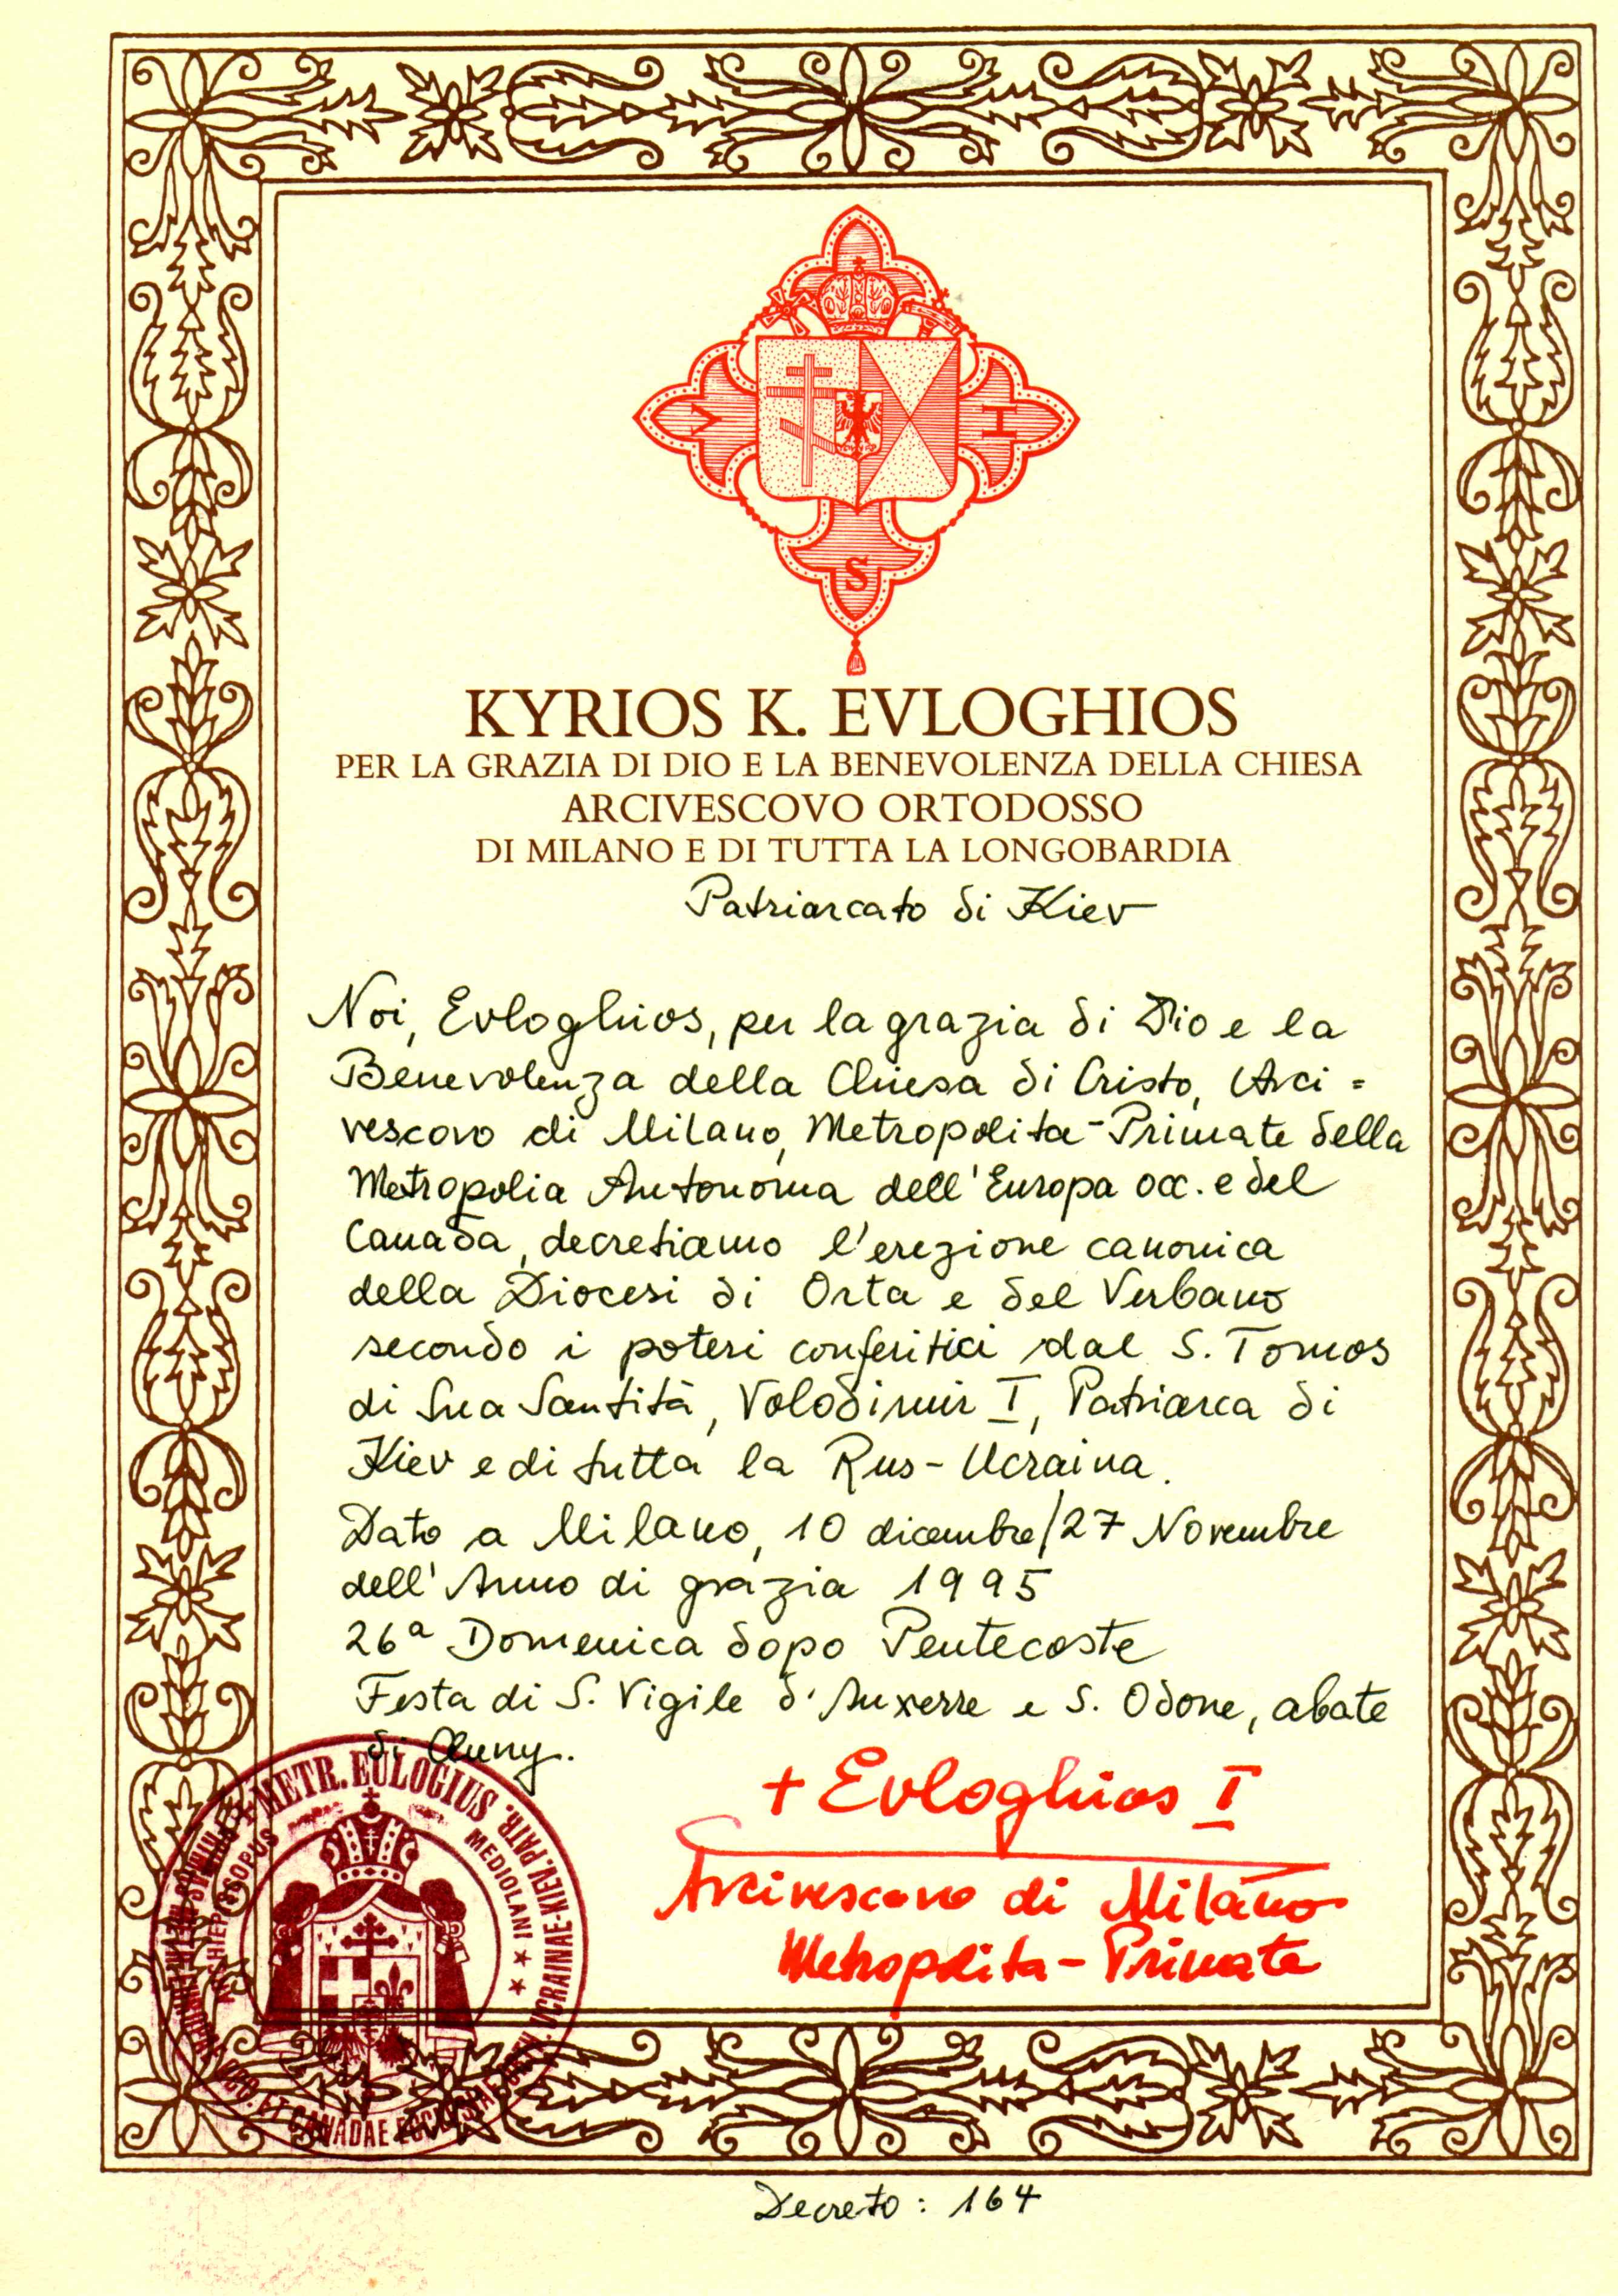 V I
S
KYRIOS K. EVLOGHIOS
PER LA GRAZIA DI DIO E LA BENEVOLENZA DELLA CHIESA
ARCIVESCOVO ORTODOSSO
DI MILANO E DI TUTTA LA LONGOBARDIA
Patriarcato di Kiev
Noi, Evloghios, per la grazia di Dio e la
Benevolenza della Chiesa di Cristo, Arci=
vescovo di Milano, Metropolita-Primate della
Metropolia Autonoma dell'Europa occ. e del
Canada, decretiamo l'erezione canonica
della Diocesi di Orta e del Verbano
secondo i poteri conferitici dal S. Tomos
di Sua Santità, Volodimir I, Patriarca di
Kiev e di tutta la Rus-Ucraina.
Dato a Milano, 10 dicembre/27 Novembre
dell'Anno di grazia 1995
26a Domenica dopo Pentecoste
Festa di S. Vigile d'Auxerre e S. Odone, abate
di Cluny.
+ Evloghios I
Arcivescovo di Milano
Metropolita-Primate
+ METR. EULOGIUS PATR. KIEV. UCRAINAE
ET CANADAE
MEDIOLANI
Decreto: 164